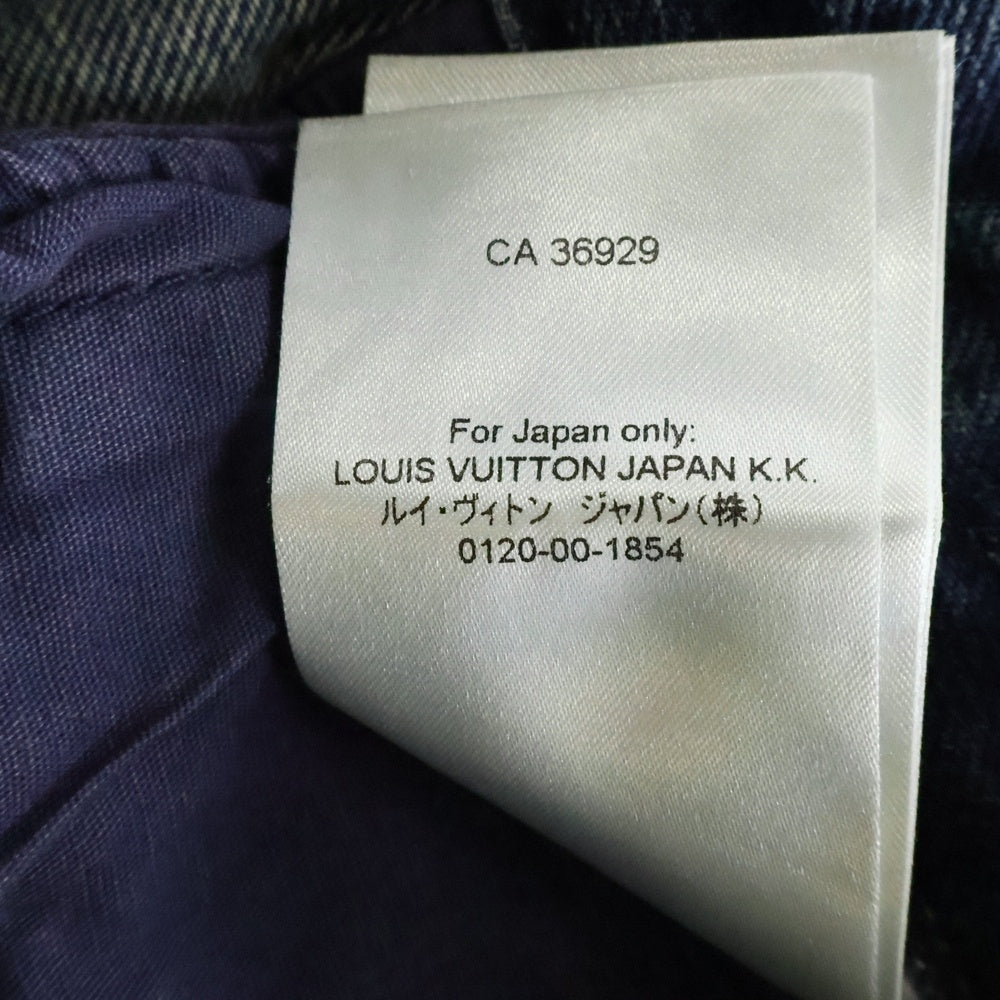 CA 36929
For Japan only:
LOUIS VUITTON JAPAN K.K.
ルイ・ヴィトン ジャパン(株)
0120-00-1854